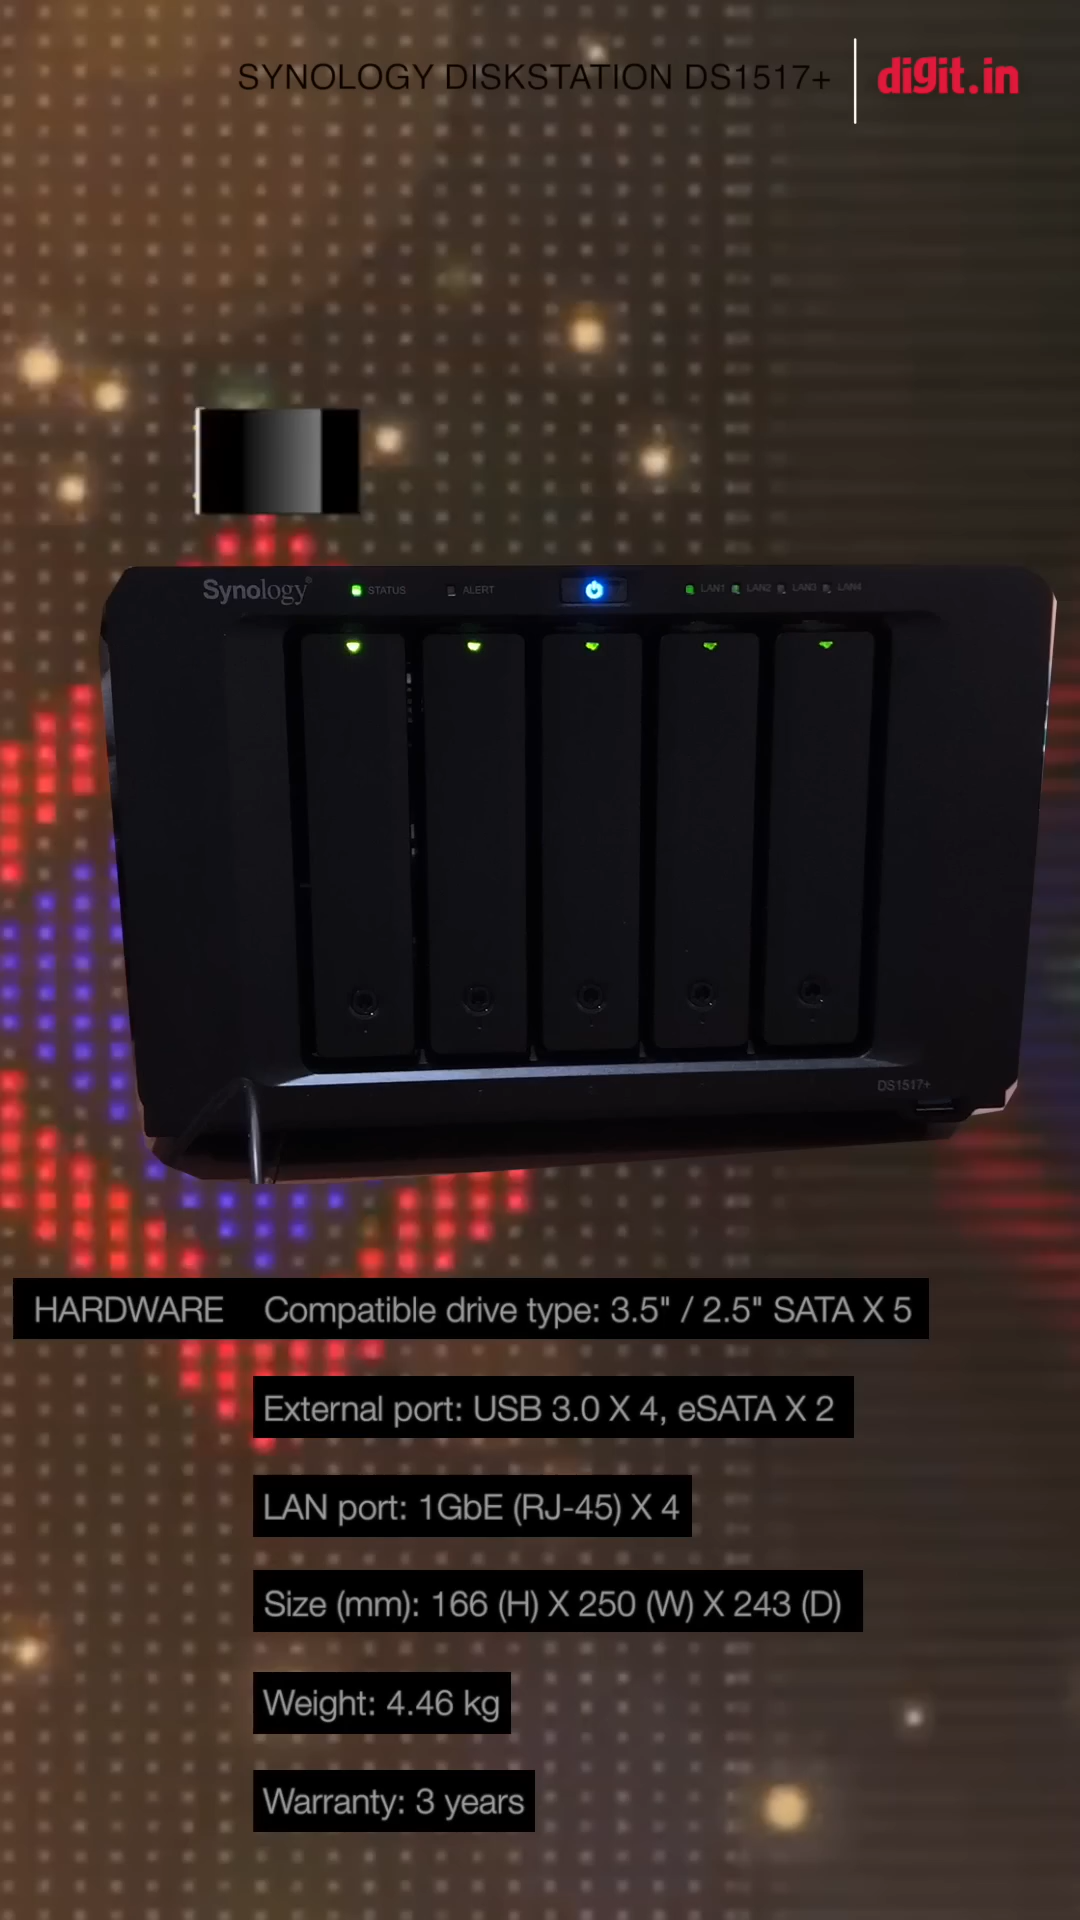 SYNOLOGY DISKSTATION DS1517+
digit.in
Synology®
STATUS
ALERT
LAN1
LAN2
LAN3
LAN4
DS1517+
HARDWARE
Compatible drive type: 3.5" / 2.5" SATA X 5
External port: USB 3.0 X 4, eSATA X 2
LAN port: 1GbE (RJ-45) X 4
Size (mm): 166 (H) X 250 (W) X 243 (D)
Weight: 4.46 kg
Warranty: 3 years